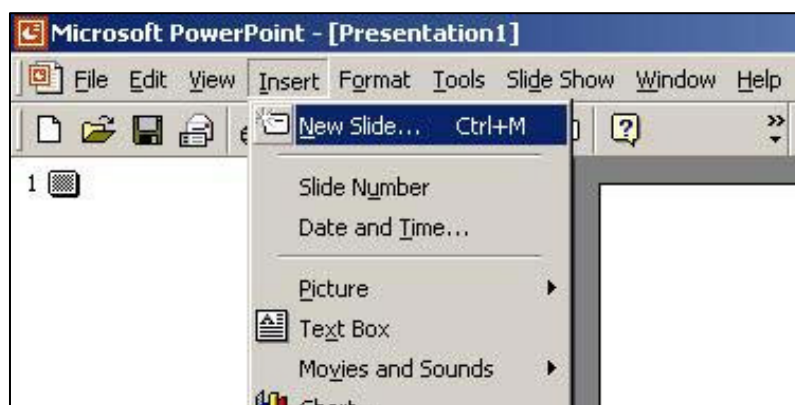 Microsoft PowerPoint - [Presentation1]
File Edit View Insert Format Tools Slide Show Window Help
New Slide... Ctrl+M
1
Slide Number
Date and Time...
Picture
Text Box
Movies and Sounds
Chart